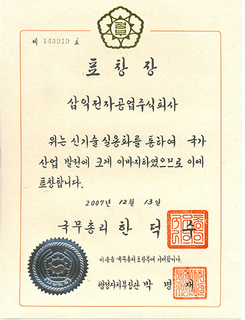 제 143919 호
표 창 장
삼익전자공업주식회사
위는 신기술실용화를 통하여 국가
산업 발전에 크게 이바지하였으므로 이에
표창합니다.
2007년 12월 13일
국무총리 한 덕 수
이 증을 국무총리표창부에 기입합니다.
행정자치부장관 박 명 재